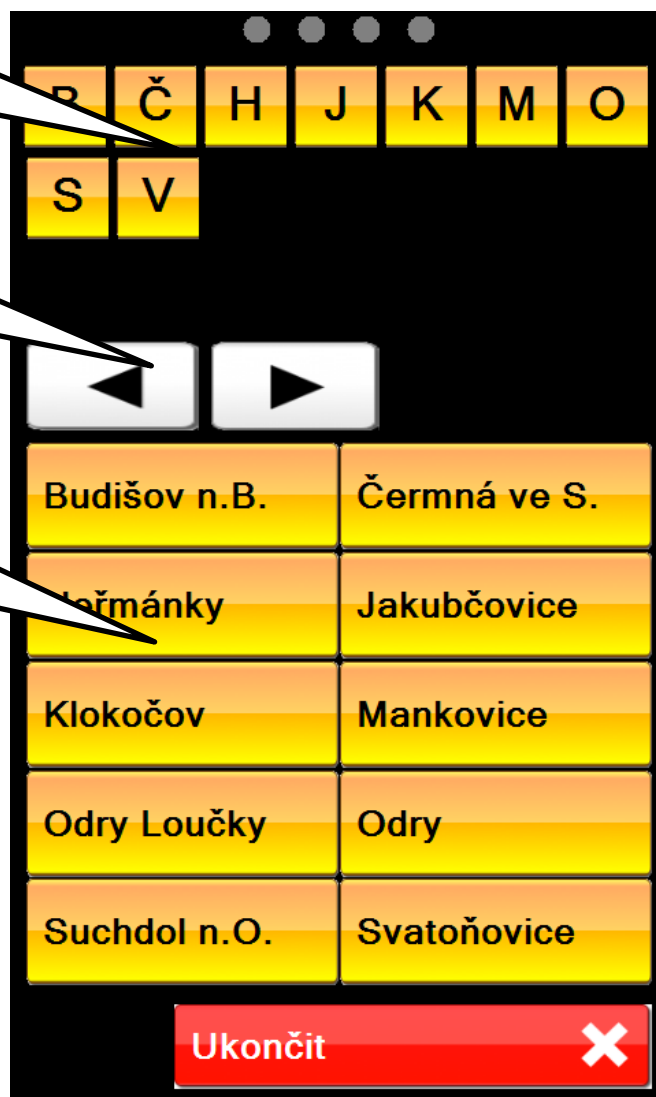 Č H J K M O
S V
Budišov n.B. Čermná ve S.
Jakubčovice
Klokočov Mankovice
Odry Loučky Odry
Suchdol n.O. Svatoňovice
Ukončit